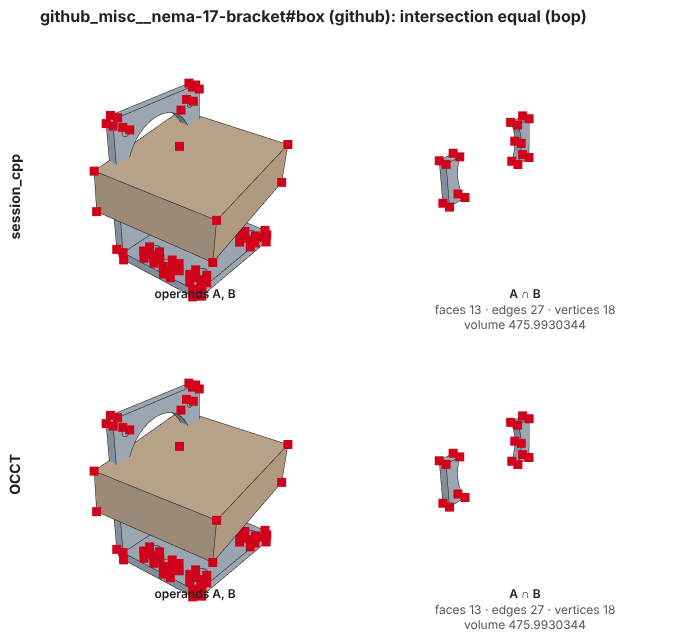 github_misc__nema-17-bracket#box (github): intersection equal (bop)
session_cpp
operands A, B
A ∩ B
faces 13 · edges 27 · vertices 18
volume 475.9930344
OCCT
operands A, B
A ∩ B
faces 13 · edges 27 · vertices 18
volume 475.9930344